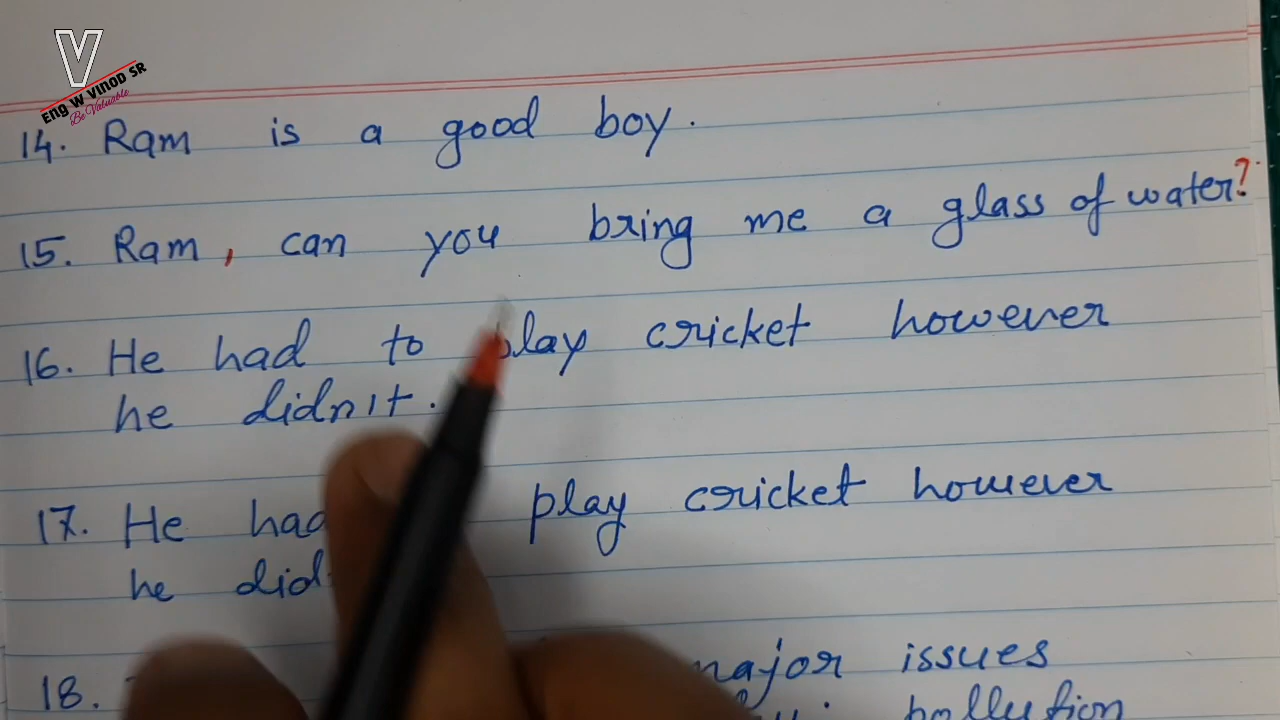 V
Eng W VINOD SR
Be Valuable
14. Ram is a good boy.
15. Ram, can you bring me a glass of water?
16. He had to play cricket however
he didn't.
17. He had play cricket however
he did
18. major issues
pollution